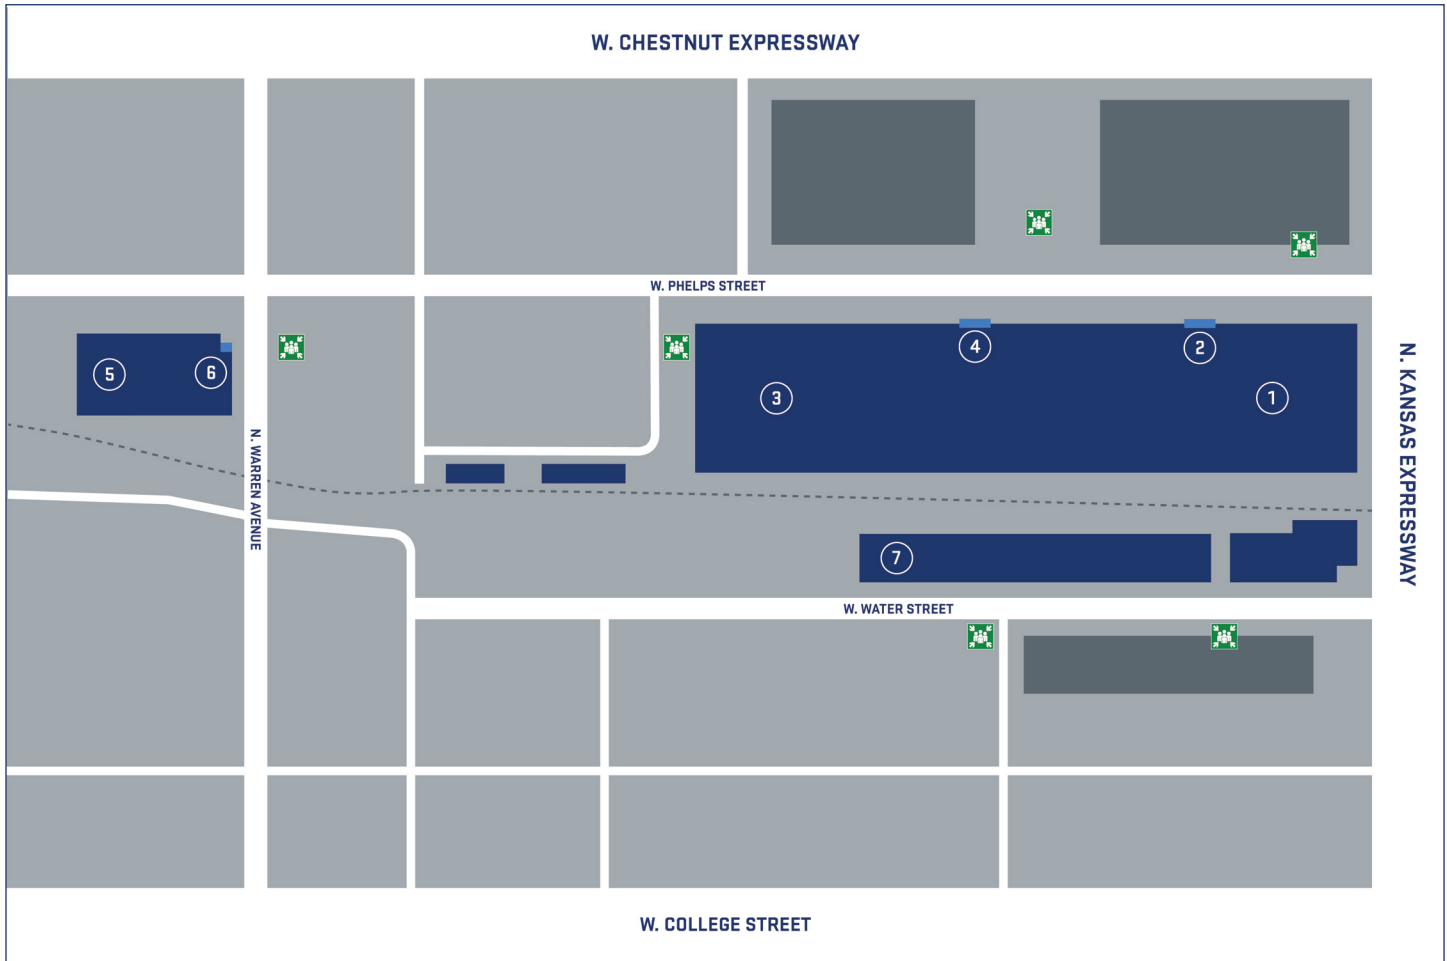 W. CHESTNUT EXPRESSWAY
W. PHELPS STREET
4
2
5
6
3
1
N. KANSAS EXPRESSWAY
N. WARREN AVENUE
7
W. WATER STREET
W. COLLEGE STREET